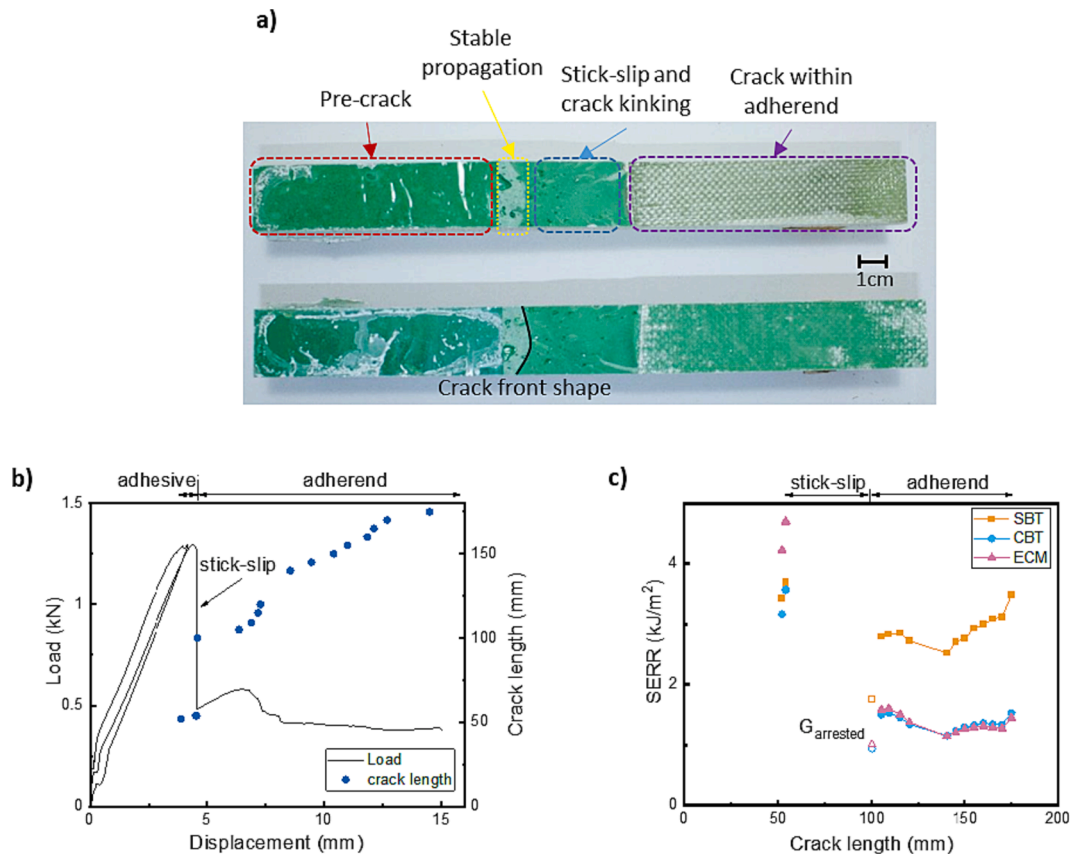 a)
Stable
propagation
Stick-slip and
crack kinking
Crack within
adherend
Pre-crack
1cm
Crack front shape
b)
adhesive
adherend
1.5
1
0.5
0
150
100
50
0
Load (kN)
Crack length (mm)
stick-slip
Load
crack length
0
5
10
15
Displacement (mm)
c)
stick-slip
adherend
SBT
CBT
ECM
4
2
0
SERR (kJ/m²)
G_arrested
0
50
100
150
200
Crack length (mm)